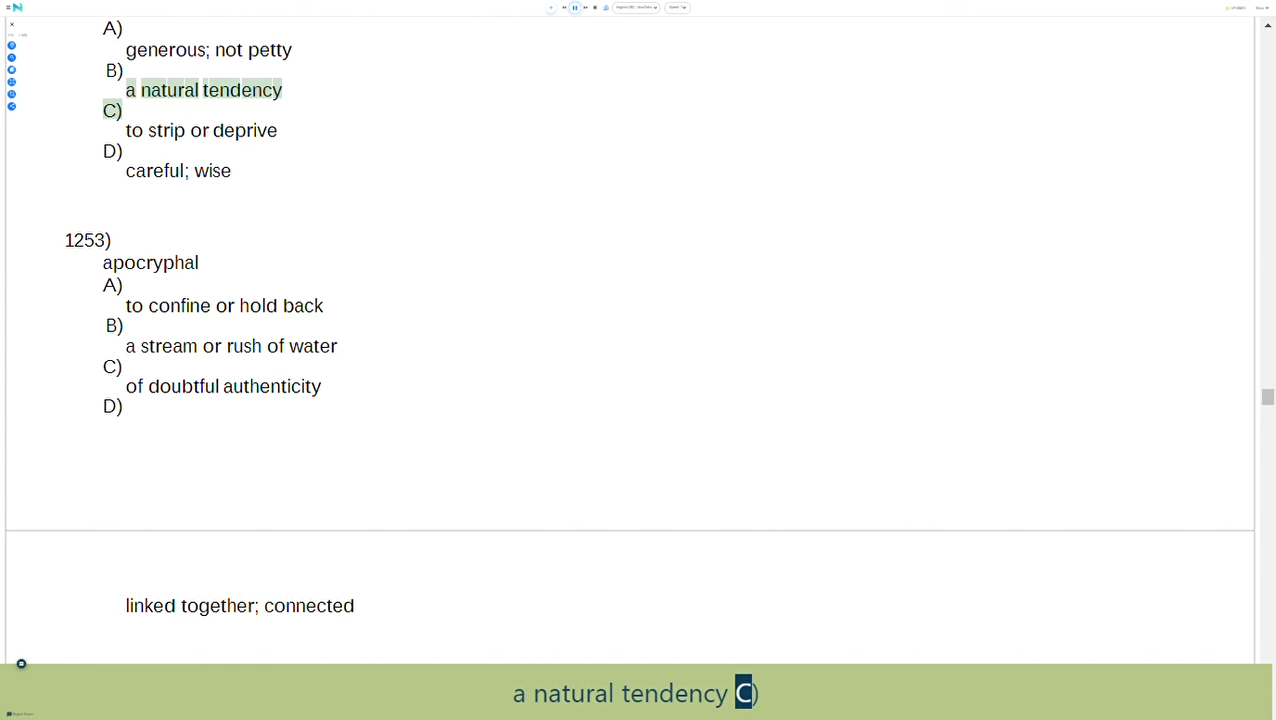 A)
generous; not petty
B)
a natural tendency
C)
to strip or deprive
D)
careful; wise
1253)
apocryphal
A)
to confine or hold back
B)
a stream or rush of water
C)
of doubtful authenticity
D)
linked together; connected
a natural tendency C)